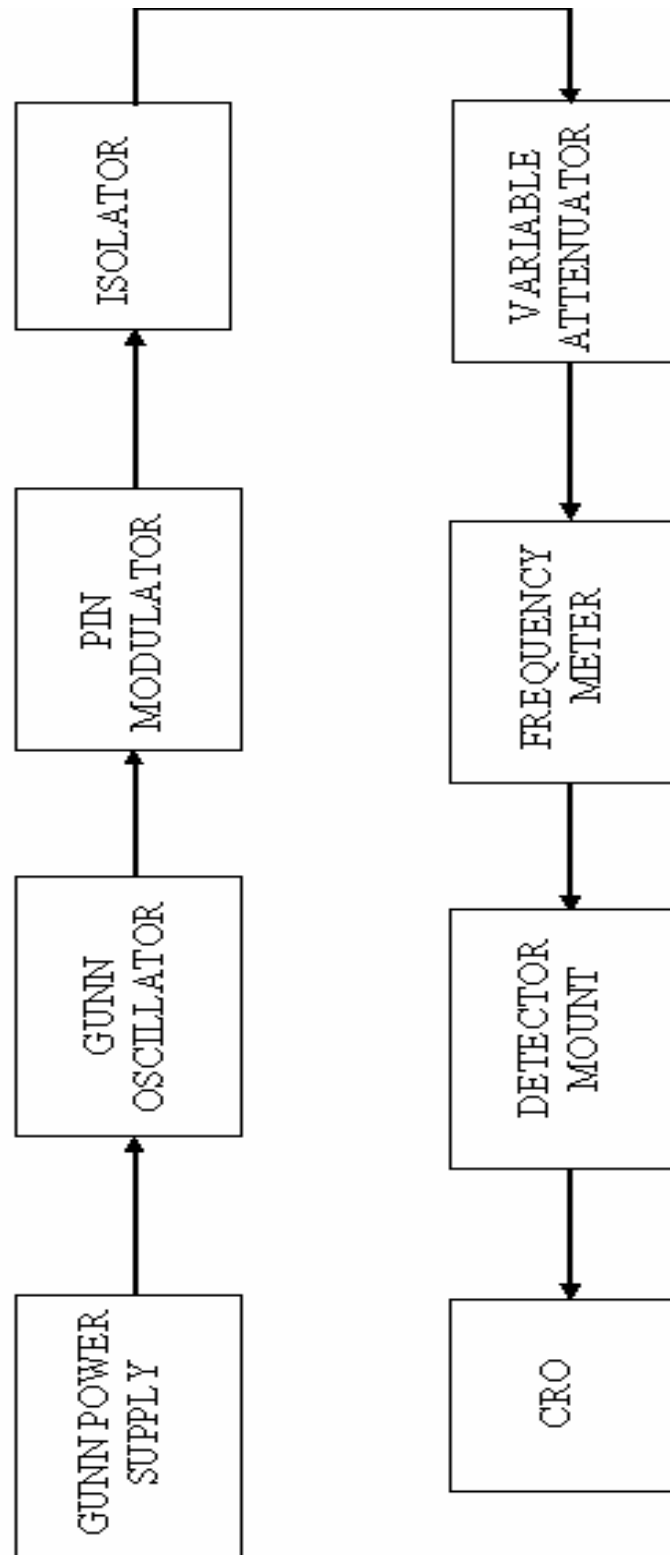 GUNN POWER
SUPPLY
GUNN
OSCILLATOR
PIN
MODULATOR
ISOLATOR
VARIABLE
ATTENUATOR
FREQUENCY
METER
DETECTOR
MOUNT
CRO